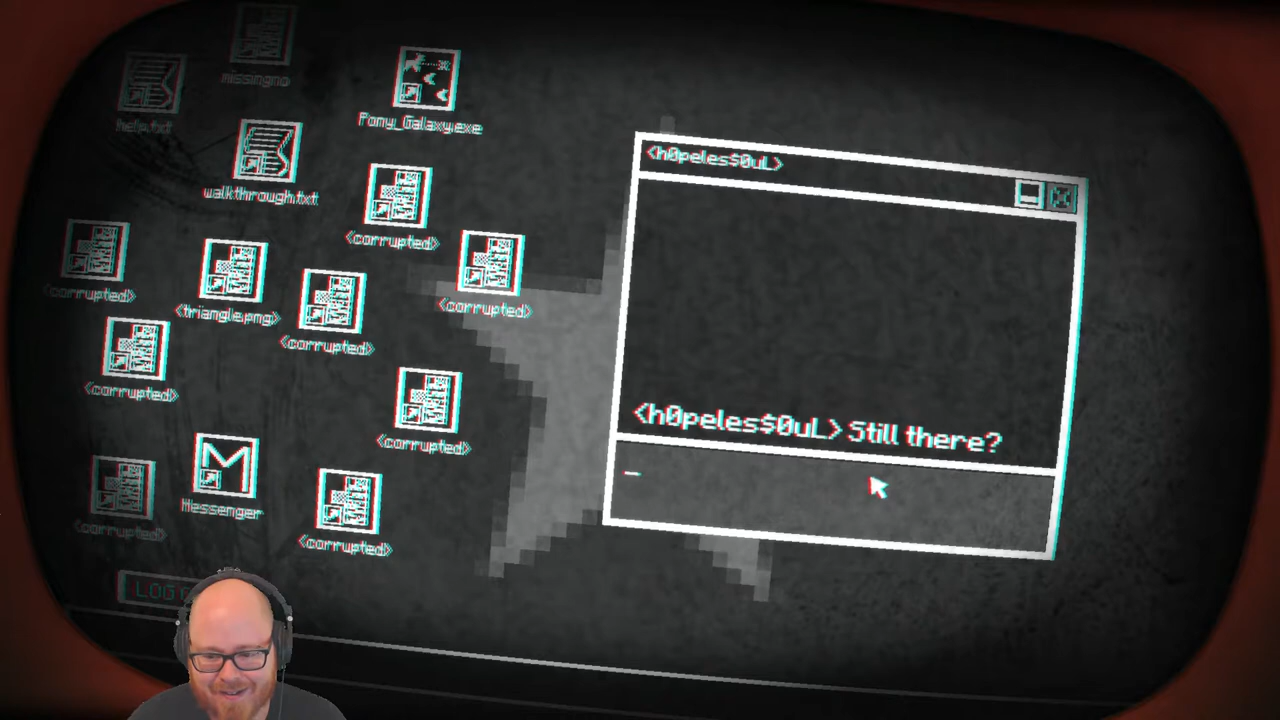 missingno
help.txt
Pony_Galaxy.exe
walkthrough.txt
<corrupted>
<corrupted>
<corrupted>
<triangle.png>
<corrupted>
<corrupted>
<corrupted>
Messenger
<corrupted>
<corrupted>
LOG
<h0peles$0uL>
<h0peles$0uL> Still there?